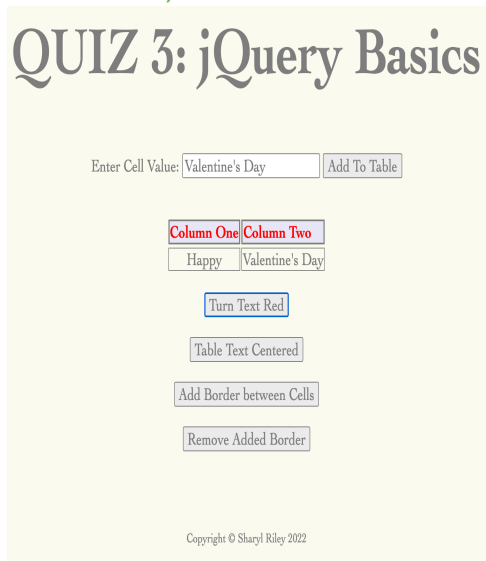 QUIZ 3: jQuery Basics
Enter Cell Value: Valentine's Day Add To Table
Column One Column Two
Happy Valentine's Day
Turn Text Red
Table Text Centered
Add Border between Cells
Remove Added Border
Copyright © Sharyl Riley 2022